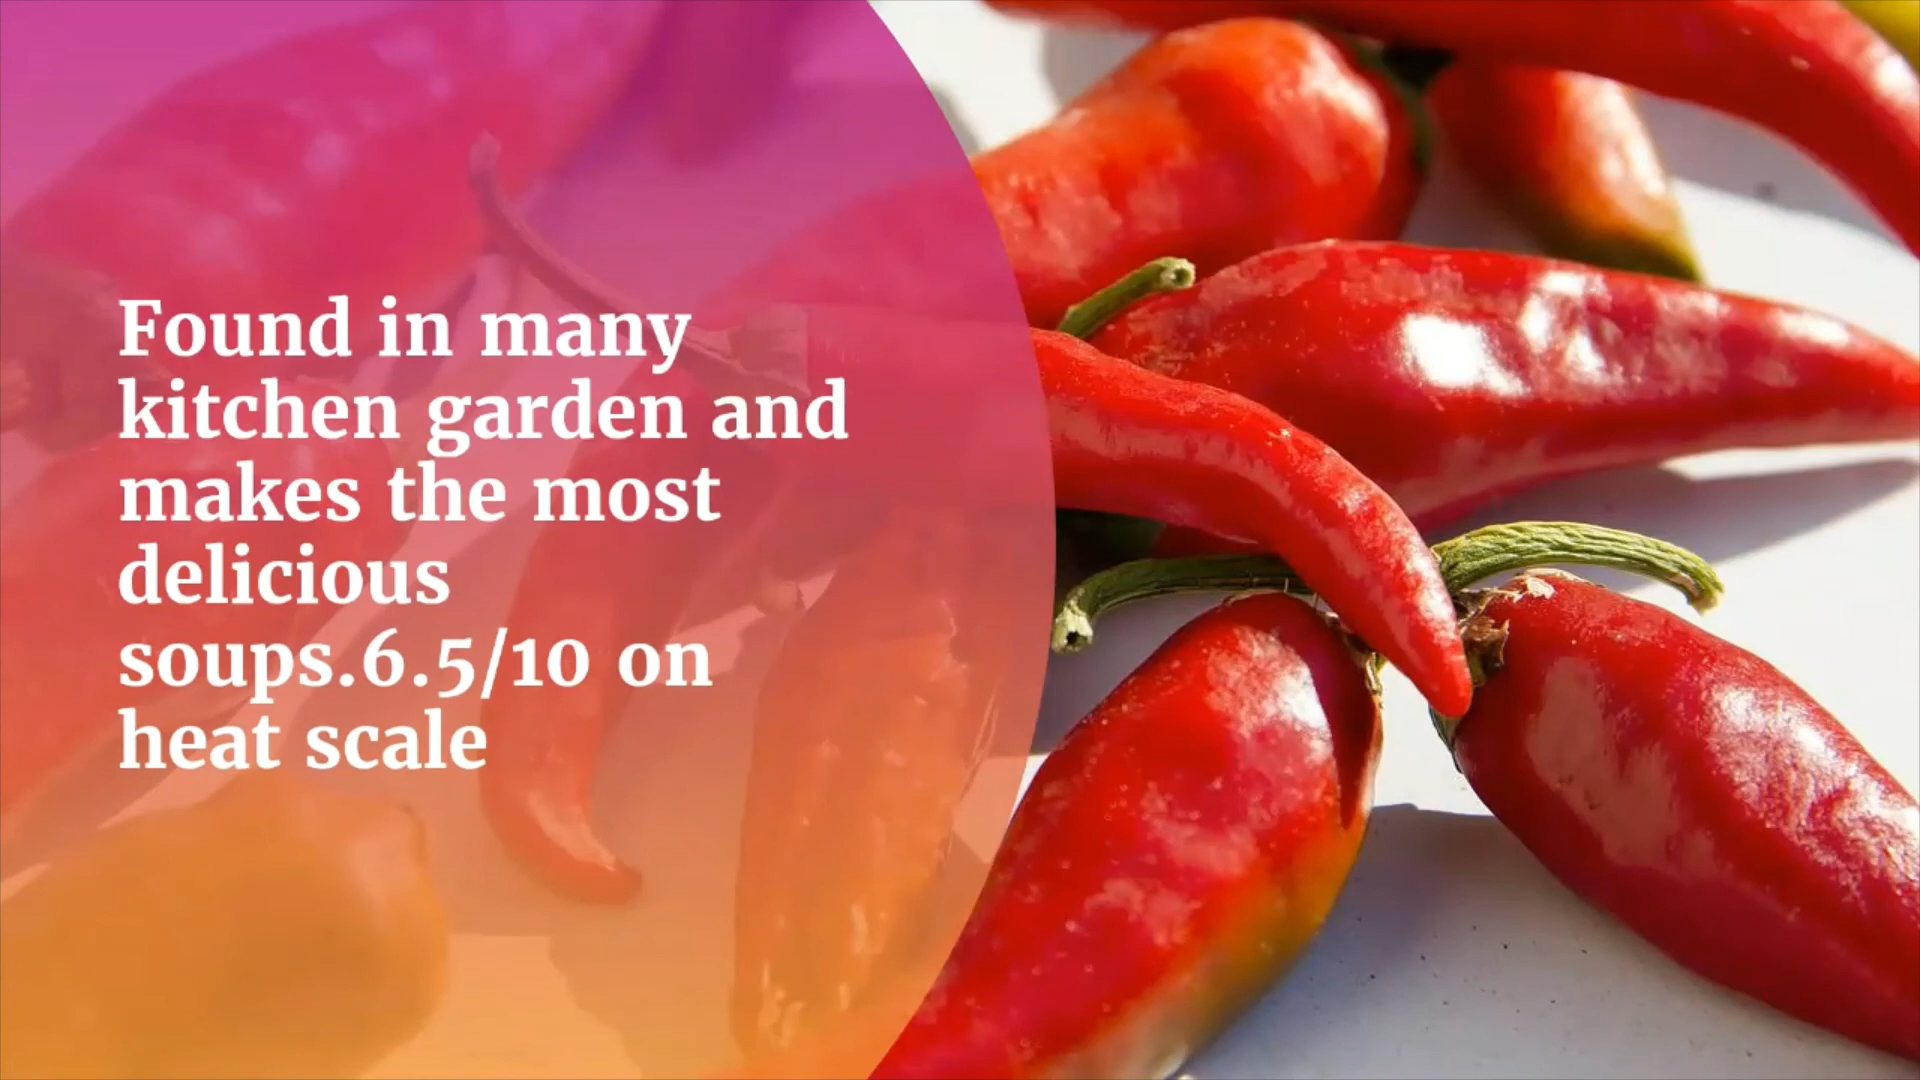 Found in many
kitchen garden and
makes the most
delicious
soups.6.5/10 on
heat scale